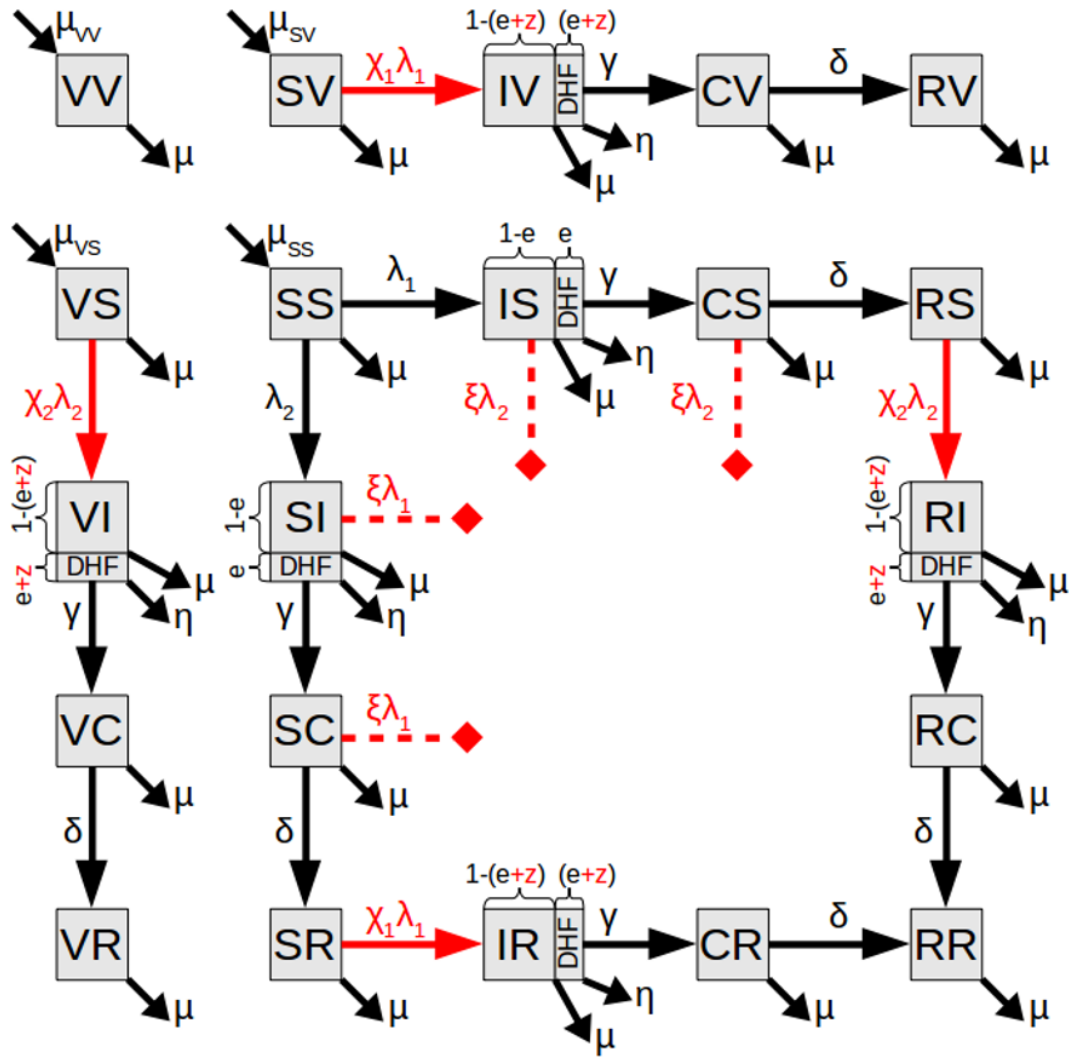 1-(e+z) (e+z)
μVV μSV χ1λ1 γ δ
VV SV IV DHF CV RV
μ μ η μ μ μ
μVS μSS 1-e e
λ1 γ δ
VS SS IS DHF CS RS
μ μ η μ μ μ
χ2λ2 λ2 ξλ2 ξλ2 χ2λ2
1-(e+z) VI 1-e SI ξλ1 1-(e+z) RI
e+z DHF μ e DHF μ e+z DHF μ
γ η γ η γ η
VC SC ξλ1 RC
μ μ μ
δ δ δ
1-(e+z) (e+z)
χ1λ1 γ δ
VR SR IR DHF CR RR
μ μ η μ μ μ